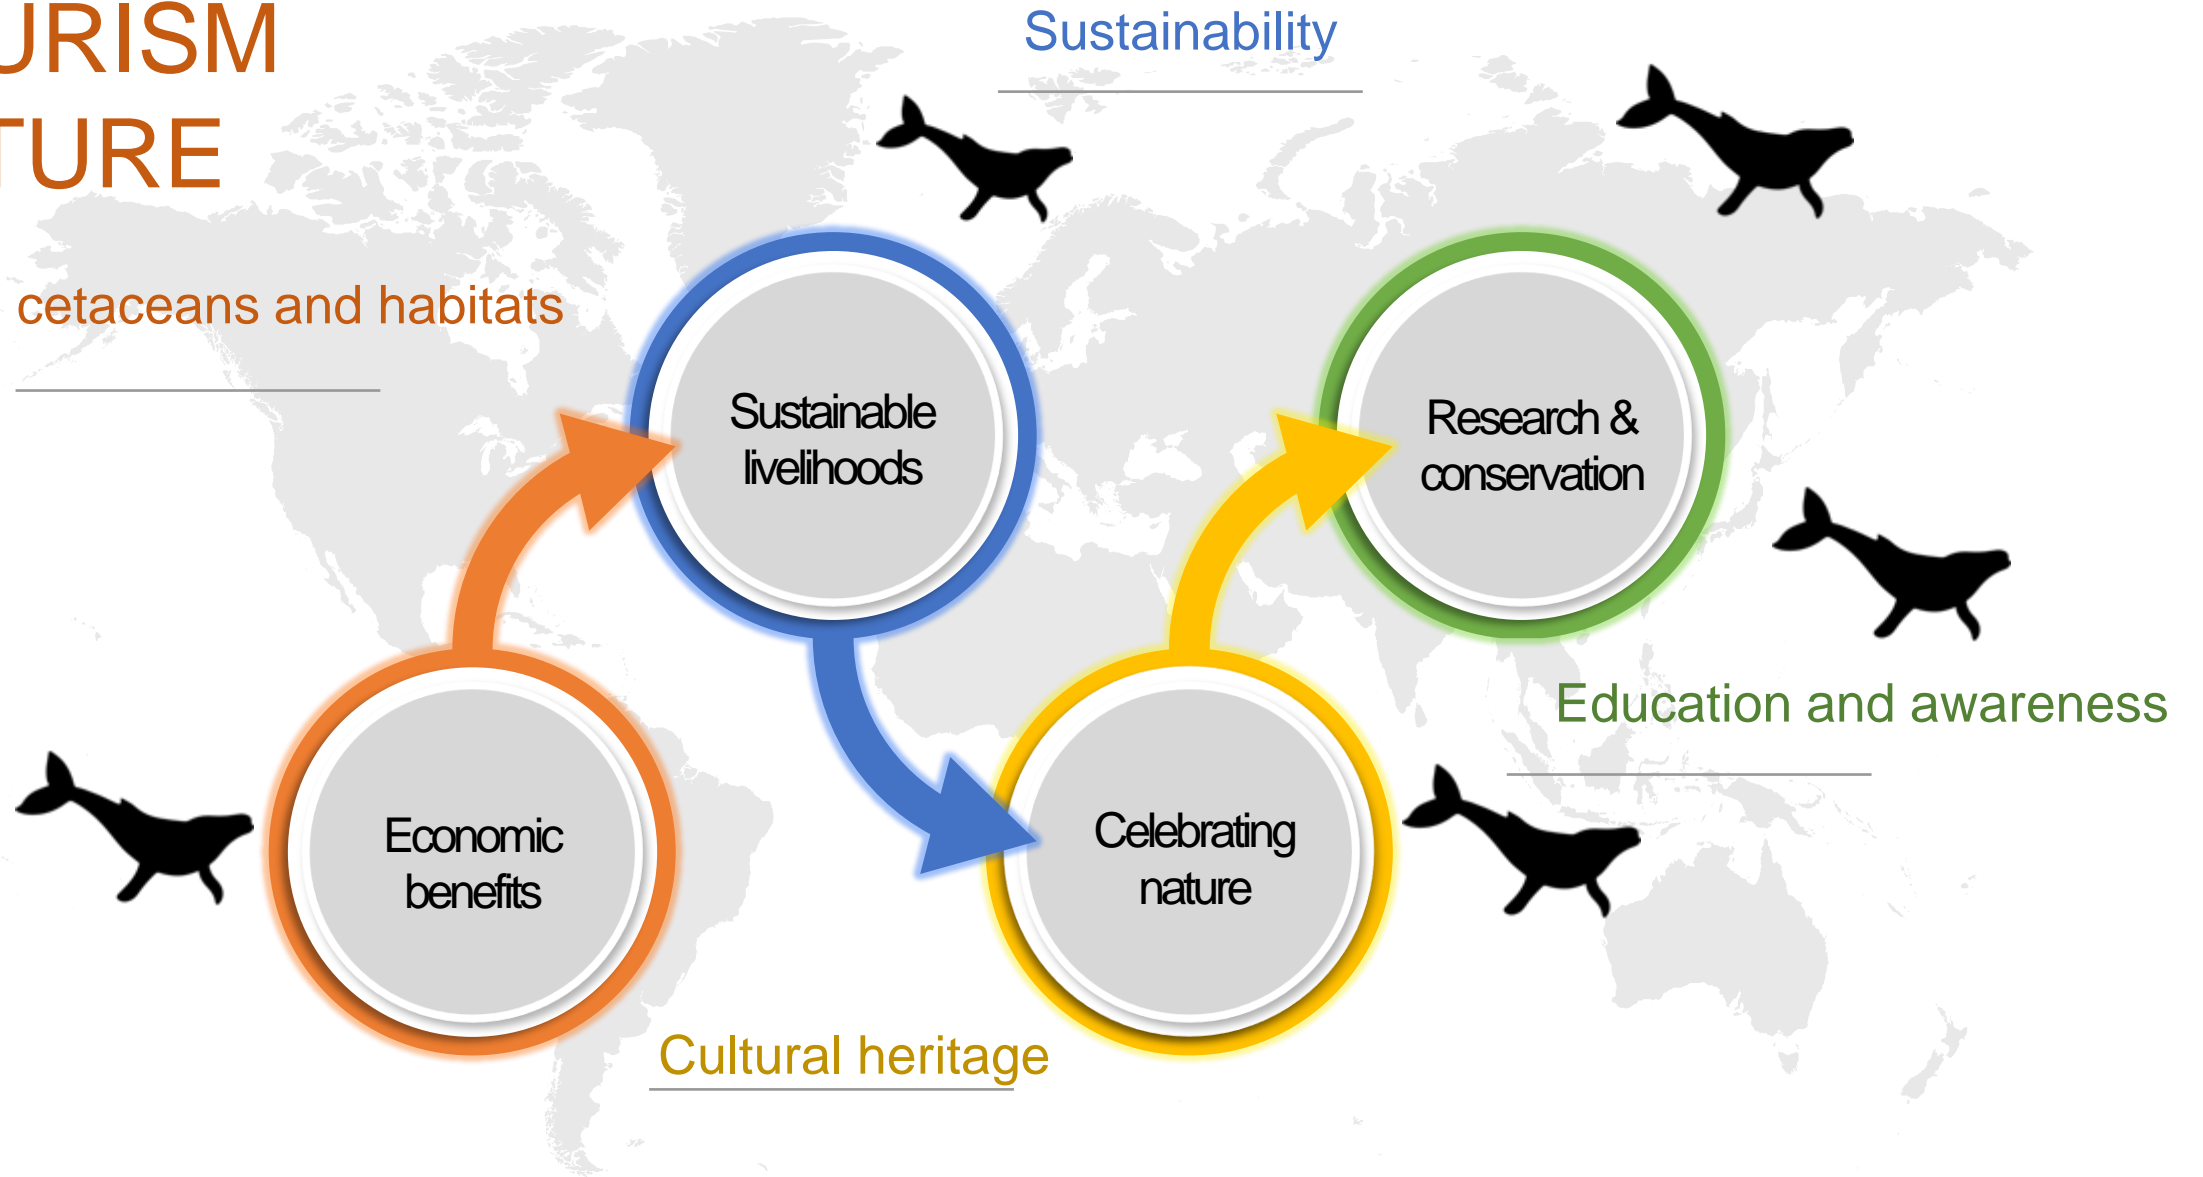 URISM
TURE
Sustainability
cetaceans and habitats
Sustainable
livelihoods
Research &
conservation
Education and awareness
Economic
benefits
Celebrating
nature
Cultural heritage